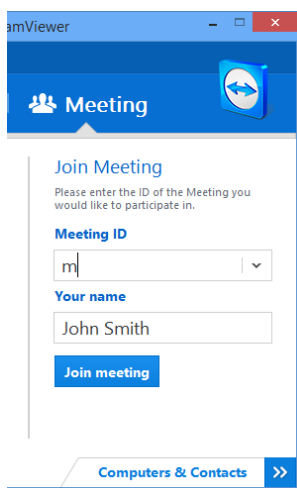 amViewer
Meeting
Join Meeting
Please enter the ID of the Meeting you
would like to participate in.
Meeting ID
m
Your name
John Smith
Join meeting
Computers & Contacts